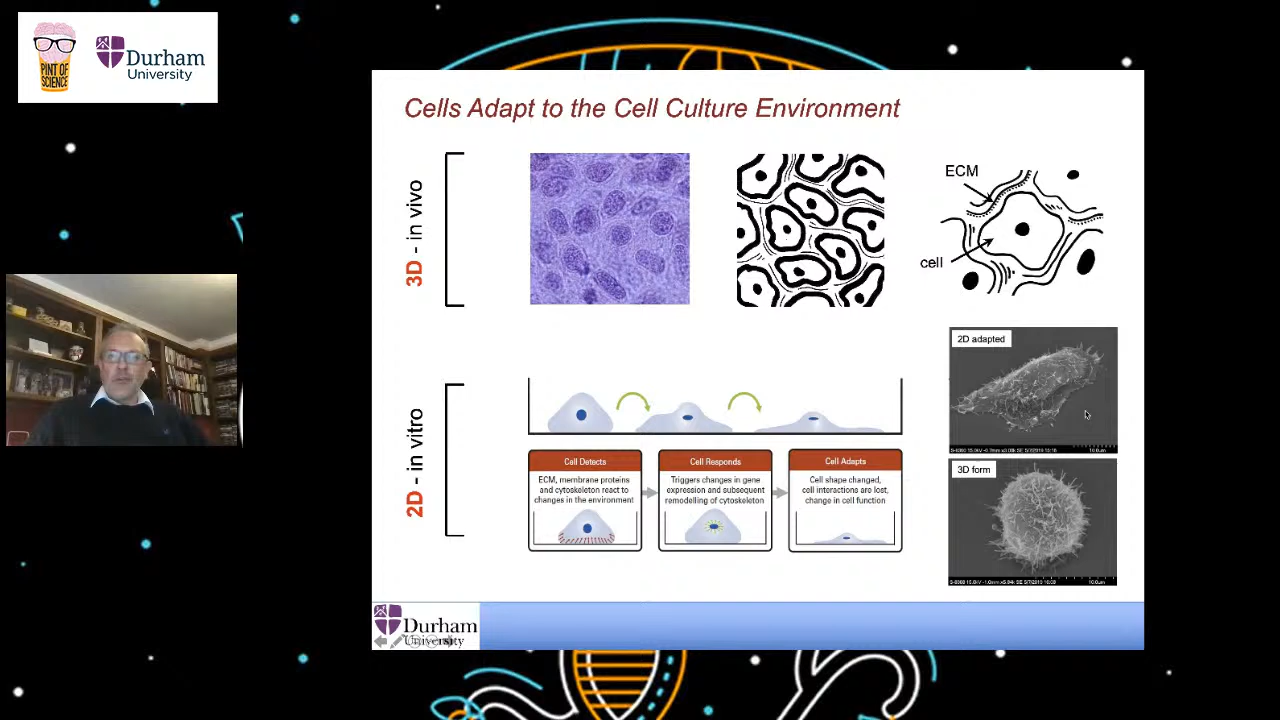 PINT OF
SCIENCE
Durham
University
Cells Adapt to the Cell Culture Environment
3D - in vivo
ECM
cell
2D - in vitro
2D adapted
3D form
Cell Detects
ECM, membrane proteins
and cytoskeleton react to
changes in the environment
Cell Responds
Triggers changes in gene
expression and subsequent
remodelling of cytoskeleton
Cell Adapts
Cell shape changed,
cell interactions are lost,
change in cell function
Durham
University